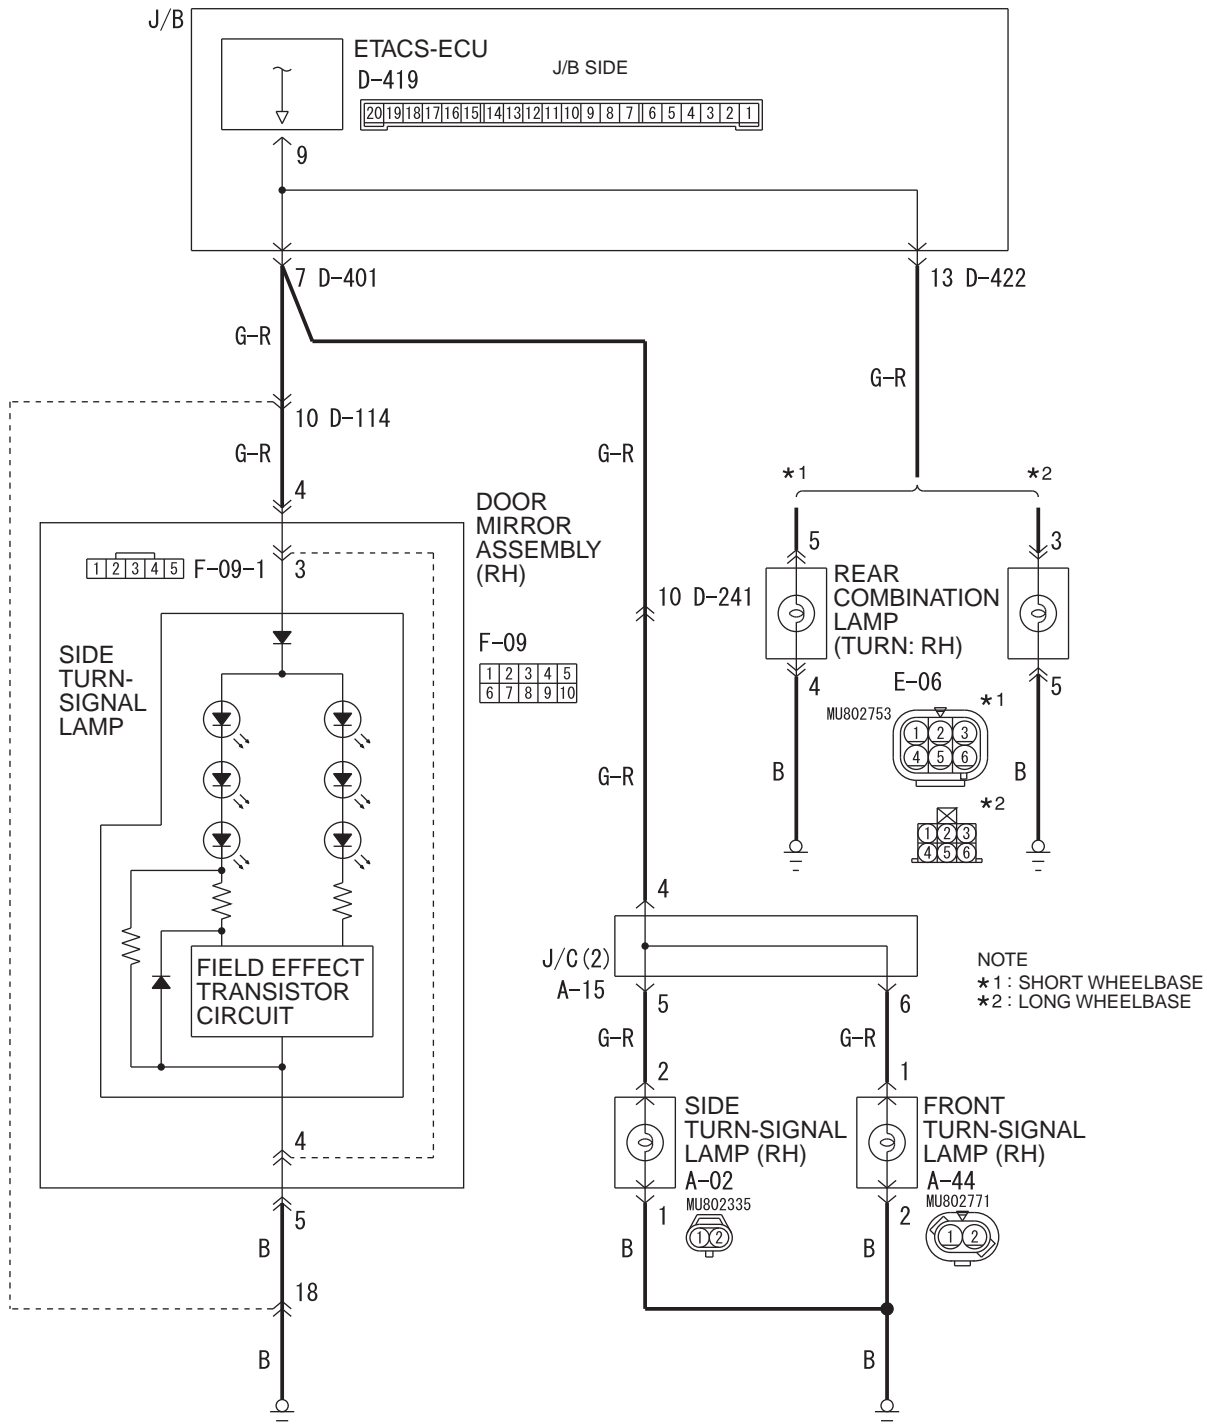 J/B
ETACS-ECU
D-419
J/B SIDE
20 19 18 17 16 15 14 13 12 11 10 9 8 7 6 5 4 3 2 1
9
7 D-401
13 D-422
G-R
G-R
10 D-114
G-R
G-R
*1
*2
4
DOOR
MIRROR
ASSEMBLY
(RH)
5
3
1 2 3 4 5
F-09-1
3
10 D-241
REAR
COMBINATION
LAMP
(TURN: RH)
SIDE
TURN-
SIGNAL
LAMP
F-09
1 2 3 4 5
6 7 8 9 10
4
E-06
5
MU802753
*1
1 2 3
4 5 6
G-R
B
B
*2
1 2 3
4 5 6
4
FIELD EFFECT
TRANSISTOR
CIRCUIT
J/C(2)
A-15
NOTE
*1: SHORT WHEELBASE
*2: LONG WHEELBASE
5
6
G-R
G-R
2
1
SIDE
TURN-SIGNAL
LAMP (RH)
A-02
MU802335
1 2
FRONT
TURN-SIGNAL
LAMP (RH)
A-44
MU802771
1 2
4
5
1
2
B
B
B
18
B
B